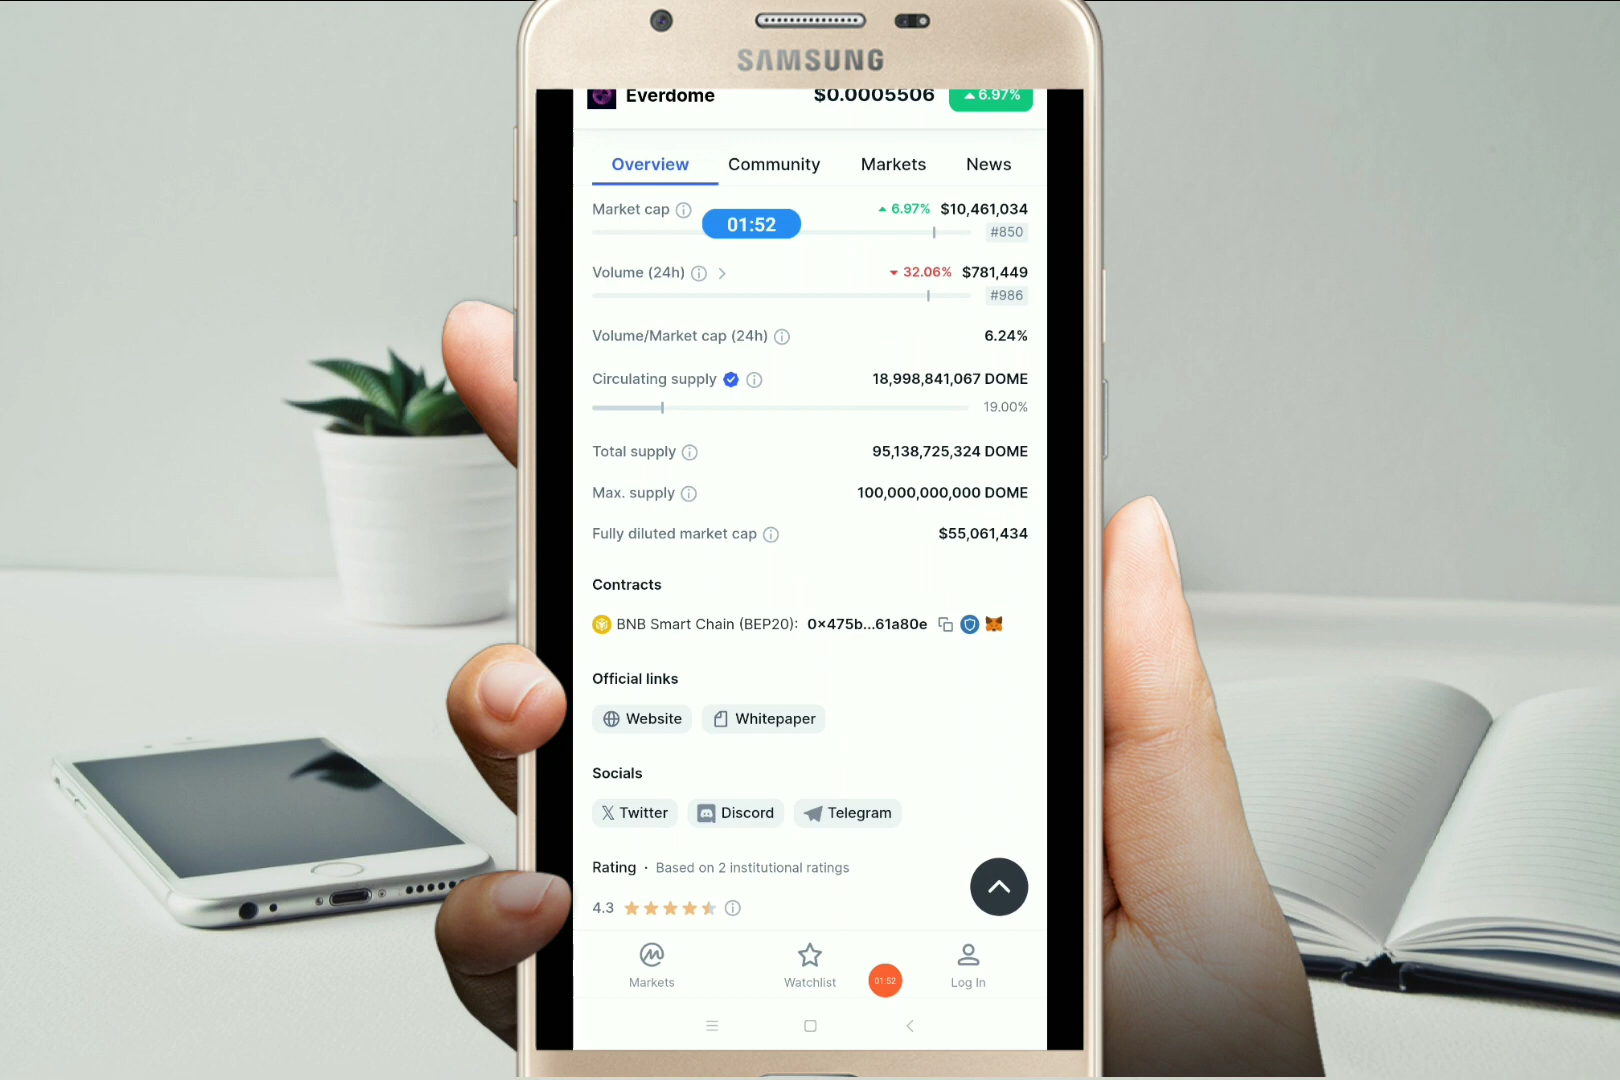 SAMSUNG
Everdome $0.0005506 6.97%
Overview Community Markets News
Market cap 6.97% $10,461,034
01:52
#850
Volume (24h) 32.06% $781,449
#986
Volume/Market cap (24h) 6.24%
Circulating supply 18,998,841,067 DOME
19.00%
Total supply 95,138,725,324 DOME
Max. supply 100,000,000,000 DOME
Fully diluted market cap $55,061,434
Contracts
BNB Smart Chain (BEP20): 0x475b...61a80e
Official links
Website Whitepaper
Socials
Twitter Discord Telegram
Rating · Based on 2 institutional ratings
4.3
Markets Watchlist 01:52 Log In